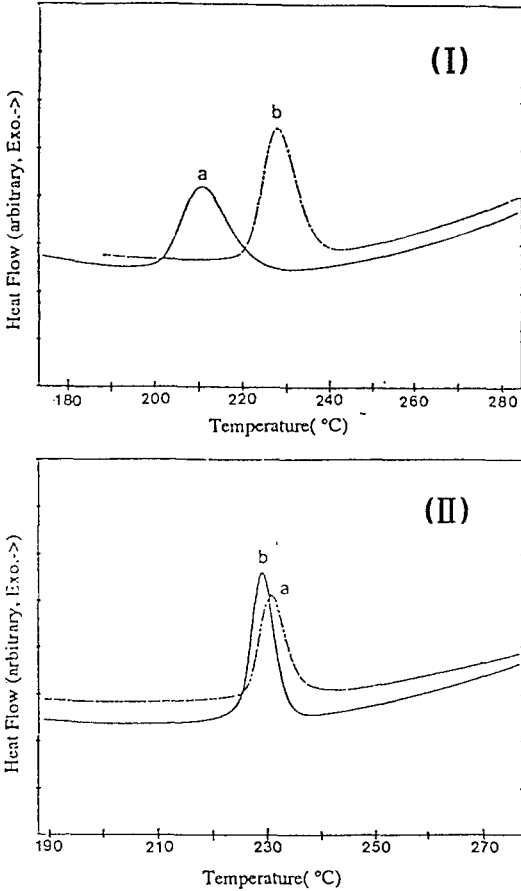 (I)
b
a
Heat Flow (arbitrary, Exo.->)
180 200 220 240 260 280
Temperature( °C)
(II)
b
a
Heat Flow (arbitrary, Exo.->)
190 210 230 250 270
Temperature( °C)